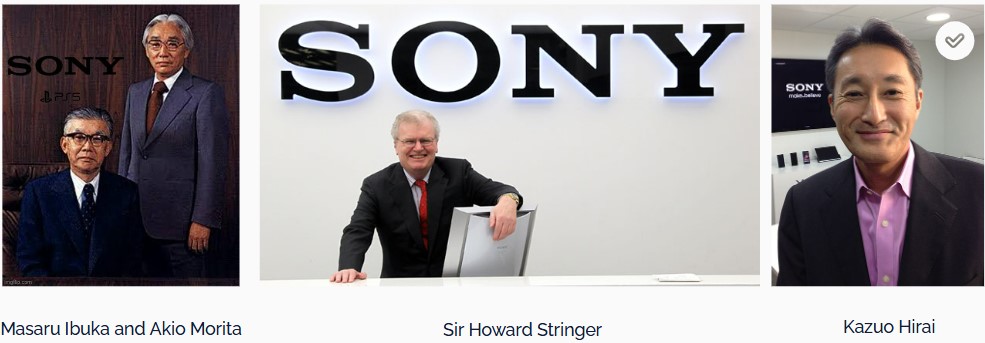 SONY
PS5
imgflip.com
Masaru Ibuka and Akio Morita
SONY
Sir Howard Stringer
SONY
make.believe
Kazuo Hirai